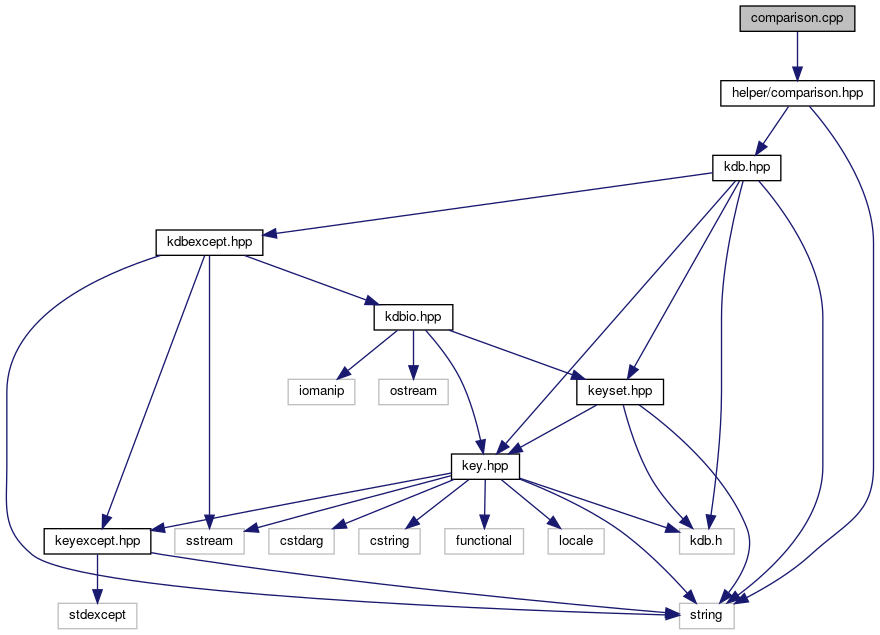 comparison.cpp
helper/comparison.hpp
kdb.hpp
kdbexcept.hpp
kdbio.hpp
iomanip
ostream
keyset.hpp
key.hpp
keyexcept.hpp
sstream
cstdarg
cstring
functional
locale
kdb.h
stdexcept
string